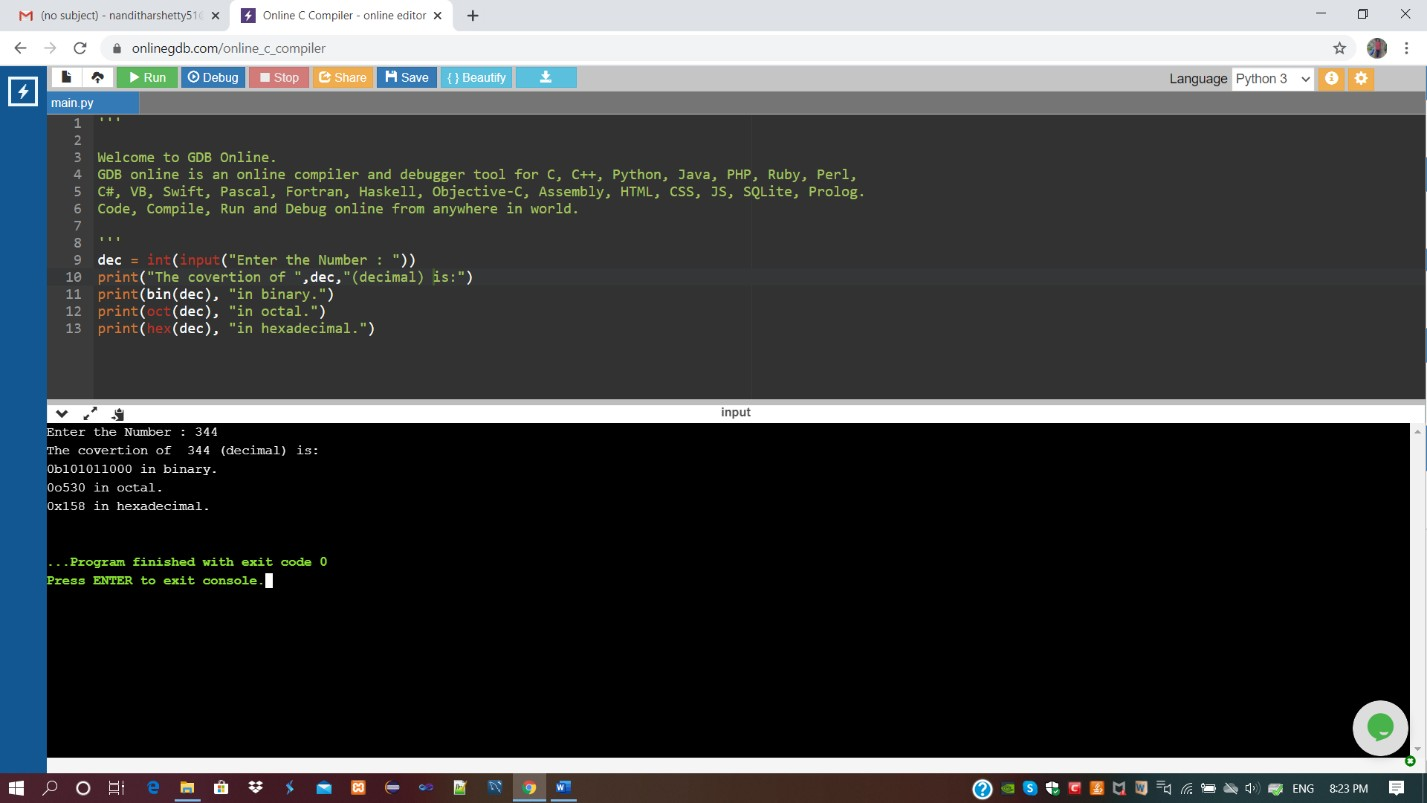 (no subject) - nanditharshetty516
Online C Compiler - online editor
onlinegdb.com/online_c_compiler
Run Debug Stop Share Save { } Beautify Language Python 3
main.py
1 '''
2
3 Welcome to GDB Online.
4 GDB online is an online compiler and debugger tool for C, C++, Python, Java, PHP, Ruby, Perl,
5 C#, VB, Swift, Pascal, Fortran, Haskell, Objective-C, Assembly, HTML, CSS, JS, SQLite, Prolog.
6 Code, Compile, Run and Debug online from anywhere in world.
7
8 '''
9 dec = int(input("Enter the Number : "))
10 print("The covertion of ",dec,"(decimal) is:")
11 print(bin(dec), "in binary.")
12 print(oct(dec), "in octal.")
13 print(hex(dec), "in hexadecimal.")
input
Enter the Number : 344
The covertion of  344 (decimal) is:
0b101011000 in binary.
0o530 in octal.
0x158 in hexadecimal.
...Program finished with exit code 0
Press ENTER to exit console.
ENG 8:23 PM